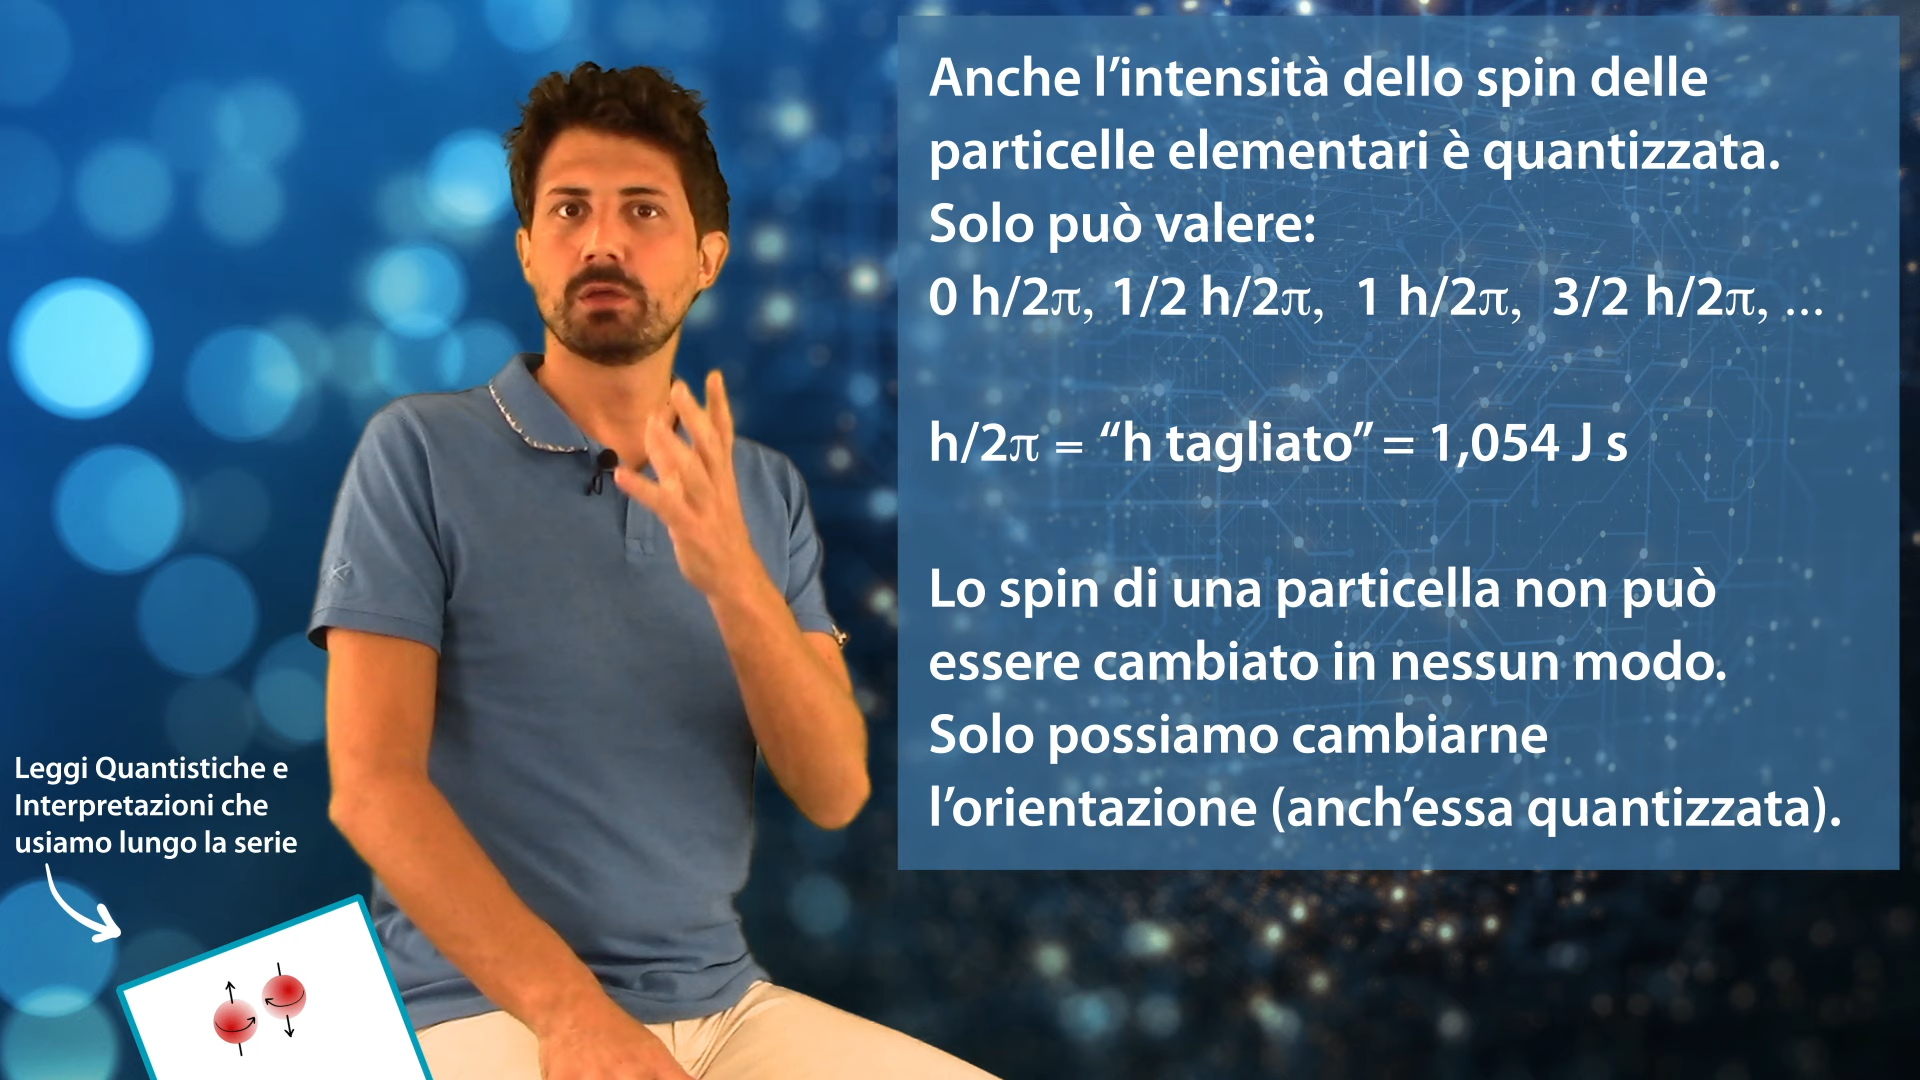 Anche l’intensità dello spin delle
particelle elementari è quantizzata.
Solo può valere:
0 h/2π, 1/2 h/2π, 1 h/2π, 3/2 h/2π, ...
h/2π = “h tagliato” = 1,054 J s
Lo spin di una particella non può
essere cambiato in nessun modo.
Solo possiamo cambiarne
l’orientazione (anch’essa quantizzata).
Leggi Quantistiche e
Interpretazioni che
usiamo lungo la serie